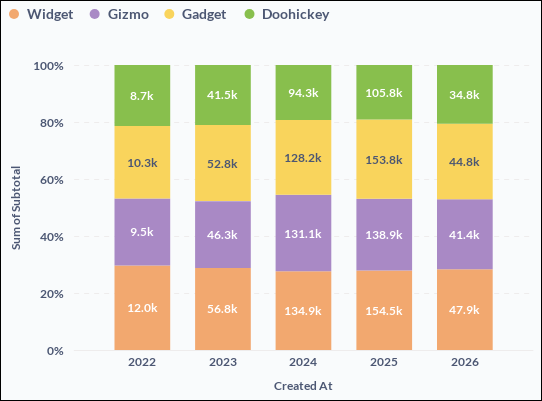 Widget Gizmo Gadget Doohickey
100%
80%
60%
40%
20%
0%
Sum of Subtotal
8.7k 41.5k 94.3k 105.8k 34.8k
10.3k 52.8k 128.2k 153.8k 44.8k
9.5k 46.3k 131.1k 138.9k 41.4k
12.0k 56.8k 134.9k 154.5k 47.9k
2022 2023 2024 2025 2026
Created At